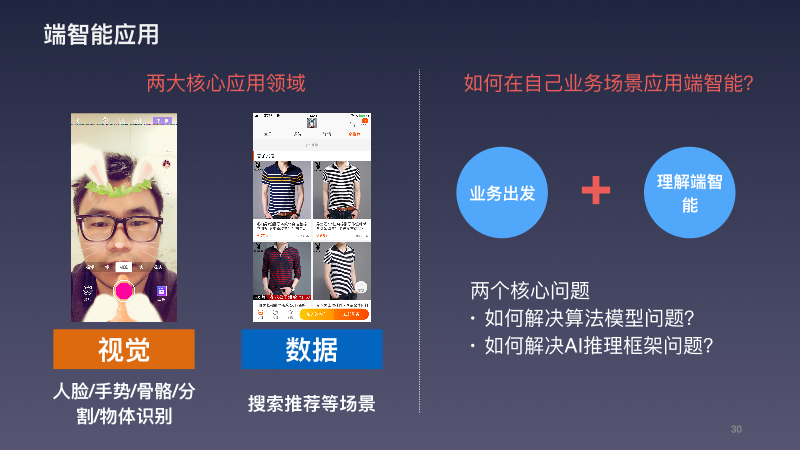 端智能应用
两大核心应用领域
视觉
人脸/手势/骨骼/分
割/物体识别
数据
搜索推荐等场景
如何在自己业务场景应用端智能？
业务出发
理解端智
能
两个核心问题
• 如何解决算法模型问题？
• 如何解决AI推理框架问题？
30